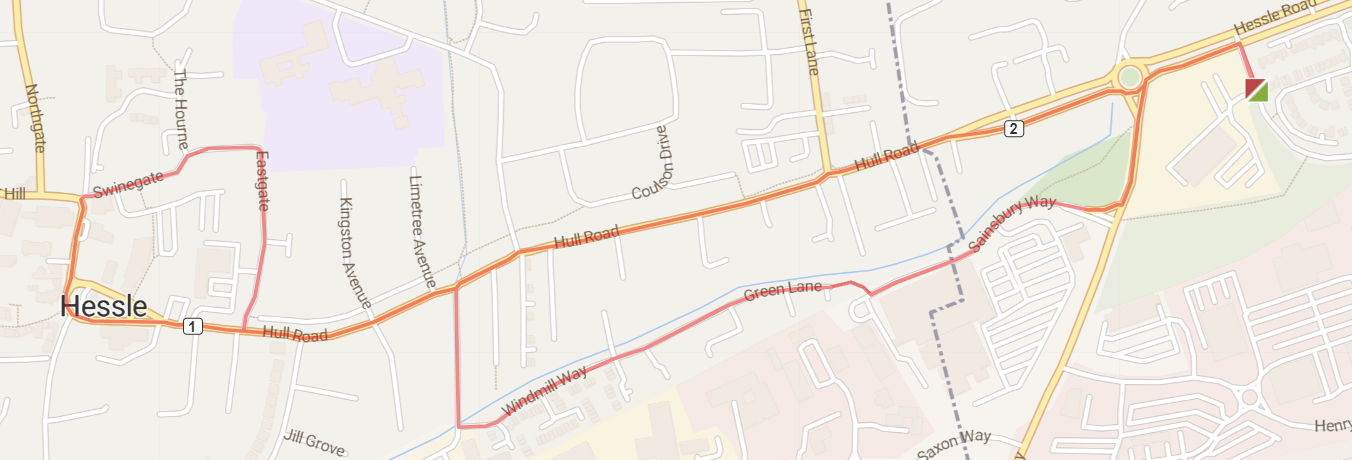 Hessle Road
First Lane
The Hourne
Northgate
2
Coulson Drive
Hull Road
Eastgate
Swinegate
Hill
Limetree Avenue
Kingston Avenue
Sainsbury Way
Hull Road
Green Lane
Hessle
1
Hull Road
Windmill Way
Jill Grove
Saxon Way
Henry